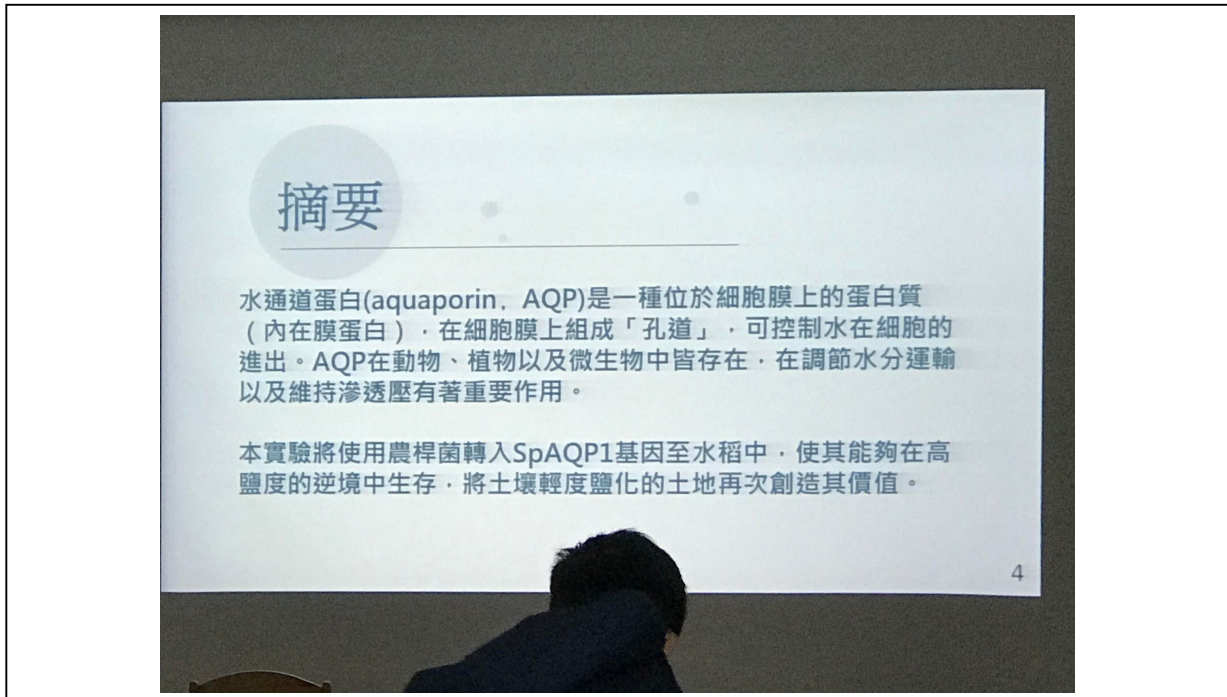 摘要
水通道蛋白(aquaporin, AQP)是一種位於細胞膜上的蛋白質
（內在膜蛋白），在細胞膜上組成「孔道」，可控制水在細胞的
進出。AQP在動物、植物以及微生物中皆存在，在調節水分運輸
以及維持滲透壓有著重要作用。
本實驗將使用農桿菌轉入SpAQP1基因至水稻中，使其能夠在高
鹽度的逆境中生存，將土壤輕度鹽化的土地再次創造其價值。
4